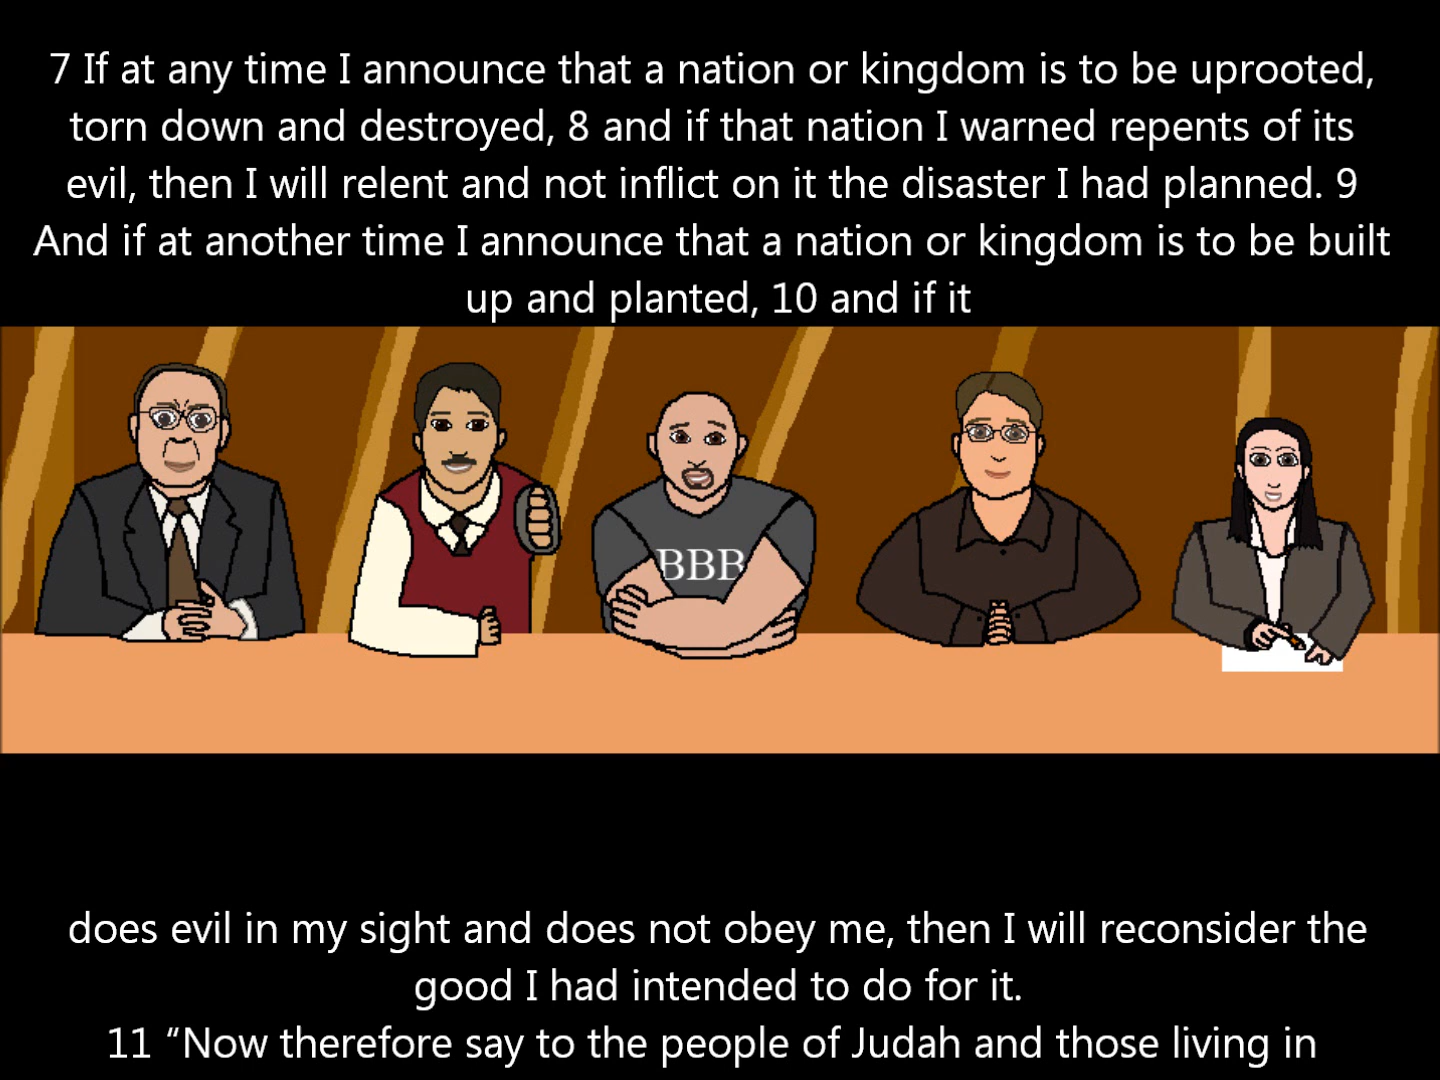 7 If at any time I announce that a nation or kingdom is to be uprooted,
torn down and destroyed, 8 and if that nation I warned repents of its
evil, then I will relent and not inflict on it the disaster I had planned. 9
And if at another time I announce that a nation or kingdom is to be built
up and planted, 10 and if it
BBB
does evil in my sight and does not obey me, then I will reconsider the
good I had intended to do for it.
11 “Now therefore say to the people of Judah and those living in